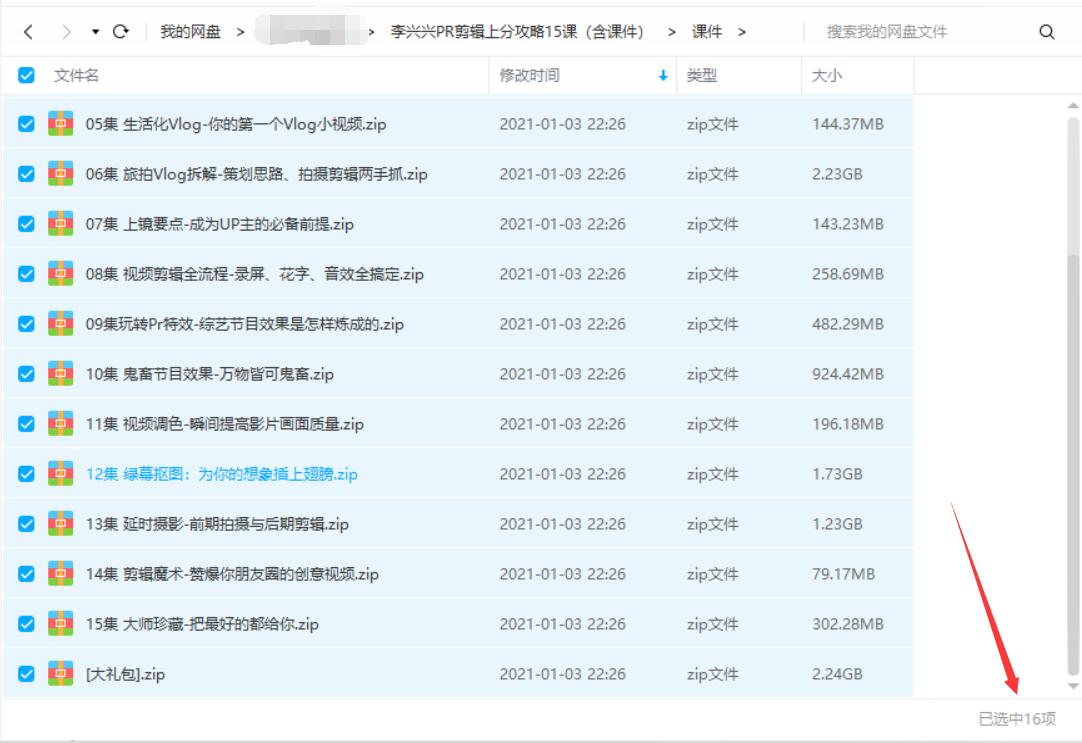 我的网盘 > > 李兴兴PR剪辑上分攻略15课（含课件） > 课件 > 搜索我的网盘文件
文件名 修改时间 类型 大小
05集 生活化Vlog-你的第一个Vlog小视频.zip 2021-01-03 22:26 zip文件 144.37MB
06集 旅拍Vlog拆解-策划思路、拍摄剪辑两手抓.zip 2021-01-03 22:26 zip文件 2.23GB
07集 上镜要点-成为UP主的必备前提.zip 2021-01-03 22:26 zip文件 143.23MB
08集 视频剪辑全流程-录屏、花字、音效全搞定.zip 2021-01-03 22:26 zip文件 258.69MB
09集玩转Pr特效-综艺节目效果是怎样炼成的.zip 2021-01-03 22:26 zip文件 482.29MB
10集 鬼畜节目效果-万物皆可鬼畜.zip 2021-01-03 22:26 zip文件 924.42MB
11集 视频调色-瞬间提高影片画面质量.zip 2021-01-03 22:26 zip文件 196.18MB
12集 绿幕抠图：为你的想象插上翅膀.zip 2021-01-03 22:26 zip文件 1.73GB
13集 延时摄影-前期拍摄与后期剪辑.zip 2021-01-03 22:26 zip文件 1.23GB
14集 剪辑魔术-赞爆你朋友圈的创意视频.zip 2021-01-03 22:26 zip文件 79.17MB
15集 大师珍藏-把最好的都给你.zip 2021-01-03 22:26 zip文件 302.28MB
[大礼包].zip 2021-01-03 22:26 zip文件 2.24GB
已选中16项